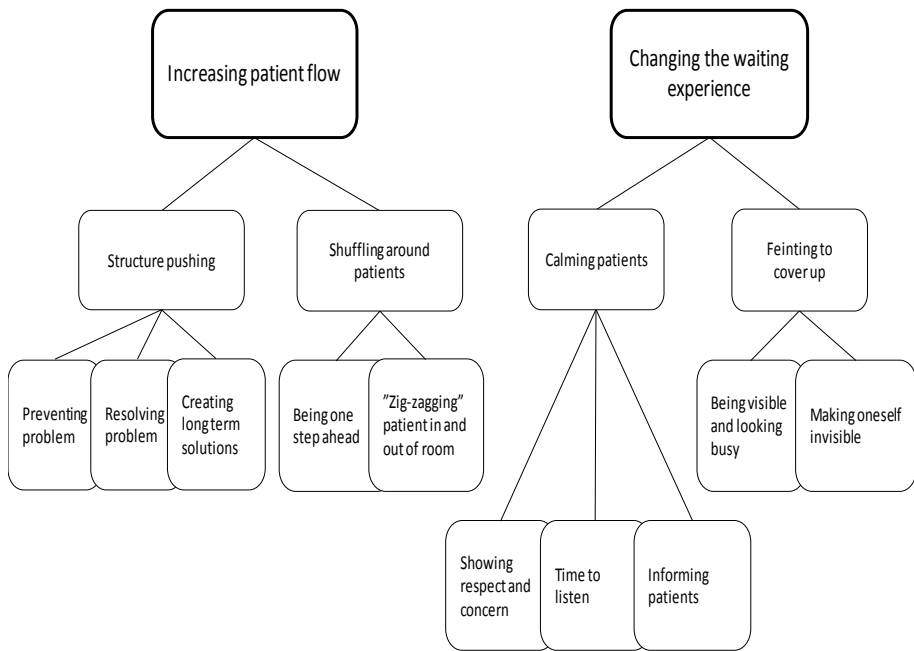 Increasing patient flow
Changing the waiting
experience
Structure pushing
Shuffling around
patients
Calming patients
Feinting to
cover up
Preventing
problem
Resolving
problem
Creating
long term
solutions
Being one
step ahead
”Zig-zagging”
patient in and
out of room
Being visible
and looking
busy
Making oneself
invisible
Showing
respect and
concern
Time to
listen
Informing
patients